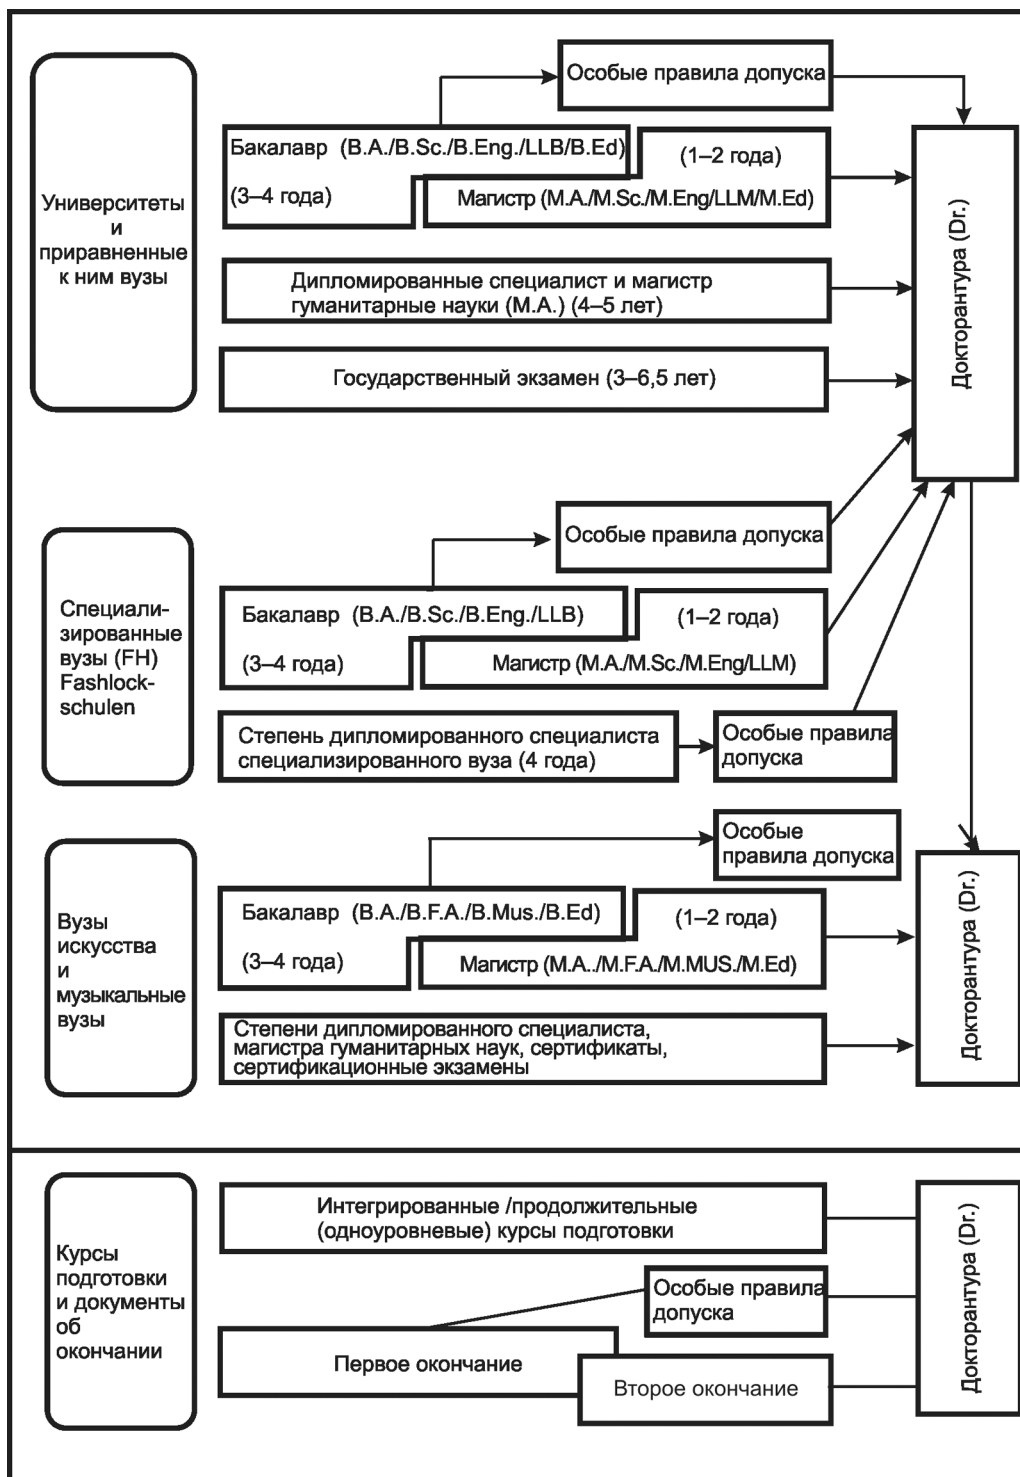 Особые правила допуска
Университеты
и
приравненные
к ним вузы
Бакалавр (B.A./B.Sc./B.Eng./LLB/B.Ed)
(3–4 года)
(1–2 года)
Магистр (M.A./M.Sc./M.Eng/LLM/M.Ed)
Дипломированные специалист и магистр
гуманитарные науки (M.A.) (4–5 лет)
Государственный экзамен (3–6,5 лет)
Докторантура (Dr.)
Особые правила допуска
Специали-
зированные
вузы (FH)
Fashlock-
schulen
Бакалавр (B.A./B.Sc./B.Eng./LLB)
(3–4 года)
(1–2 года)
Магистр (M.A./M.Sc./M.Eng/LLM)
Степень дипломированного специалиста
специализированного вуза (4 года)
Особые правила
допуска
Вузы
искусства
и
музыкальные
вузы
Особые
правила допуска
Бакалавр (B.A./B.F.A./B.Mus./B.Ed)
(3–4 года)
(1–2 года)
Магистр (M.A../M.F.A./M.MUS./M.Ed)
Степени дипломированного специалиста,
магистра гуманитарных наук, сертификаты,
сертификационные экзамены
Докторантура (Dr.)
Курсы
подготовки
и документы
об
окончании
Интегрированные /продолжительные
(одноуровневые) курсы подготовки
Особые правила
допуска
Первое окончание
Второе окончание
Докторантура (Dr.)